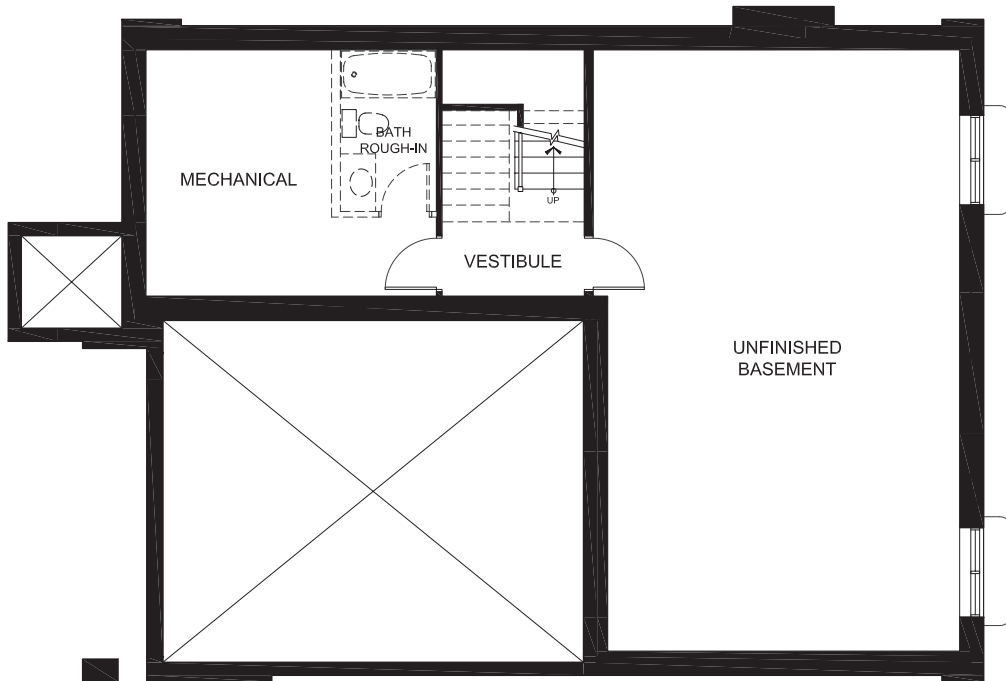 BATH
ROUGH-IN
MECHANICAL
UP
VESTIBULE
UNFINISHED
BASEMENT